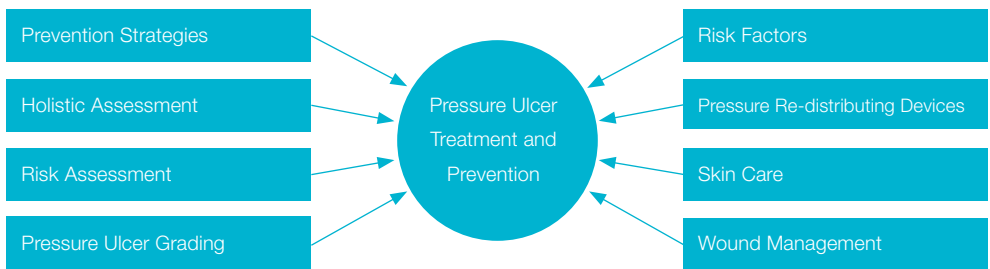 Prevention Strategies
Holistic Assessment
Risk Assessment
Pressure Ulcer Grading
Pressure Ulcer
Treatment and
Prevention
Risk Factors
Pressure Re-distributing Devices
Skin Care
Wound Management